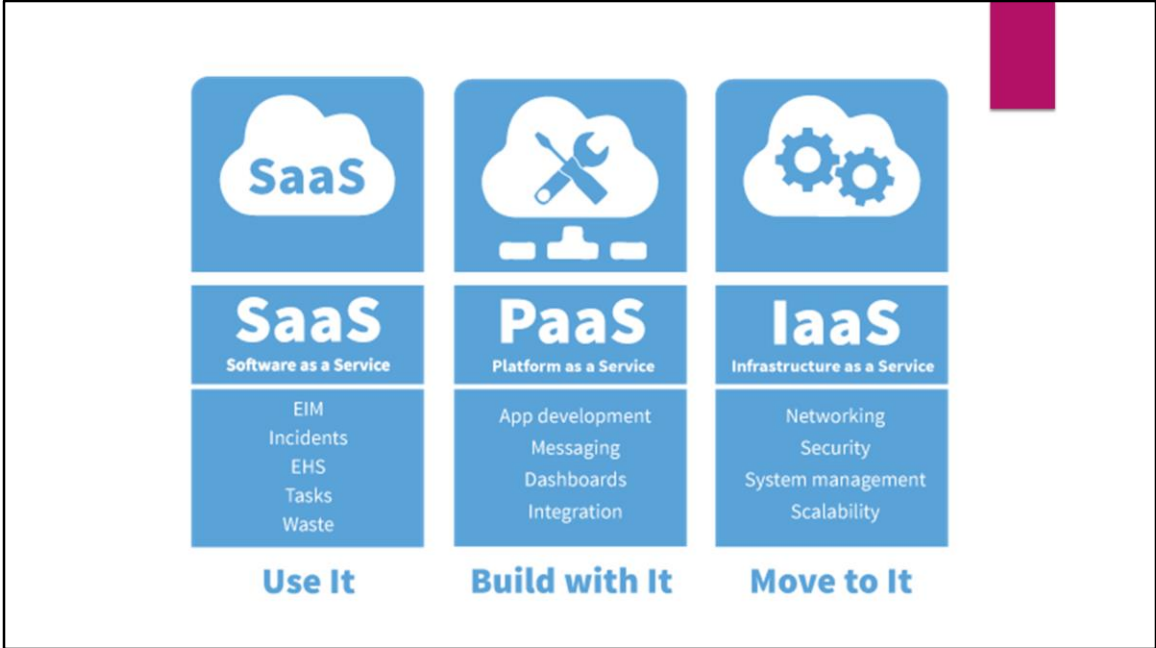 SaaS
SaaS
Software as a Service
EIM
Incidents
EHS
Tasks
Waste
Use It
PaaS
Platform as a Service
App development
Messaging
Dashboards
Integration
Build with It
IaaS
Infrastructure as a Service
Networking
Security
System management
Scalability
Move to It